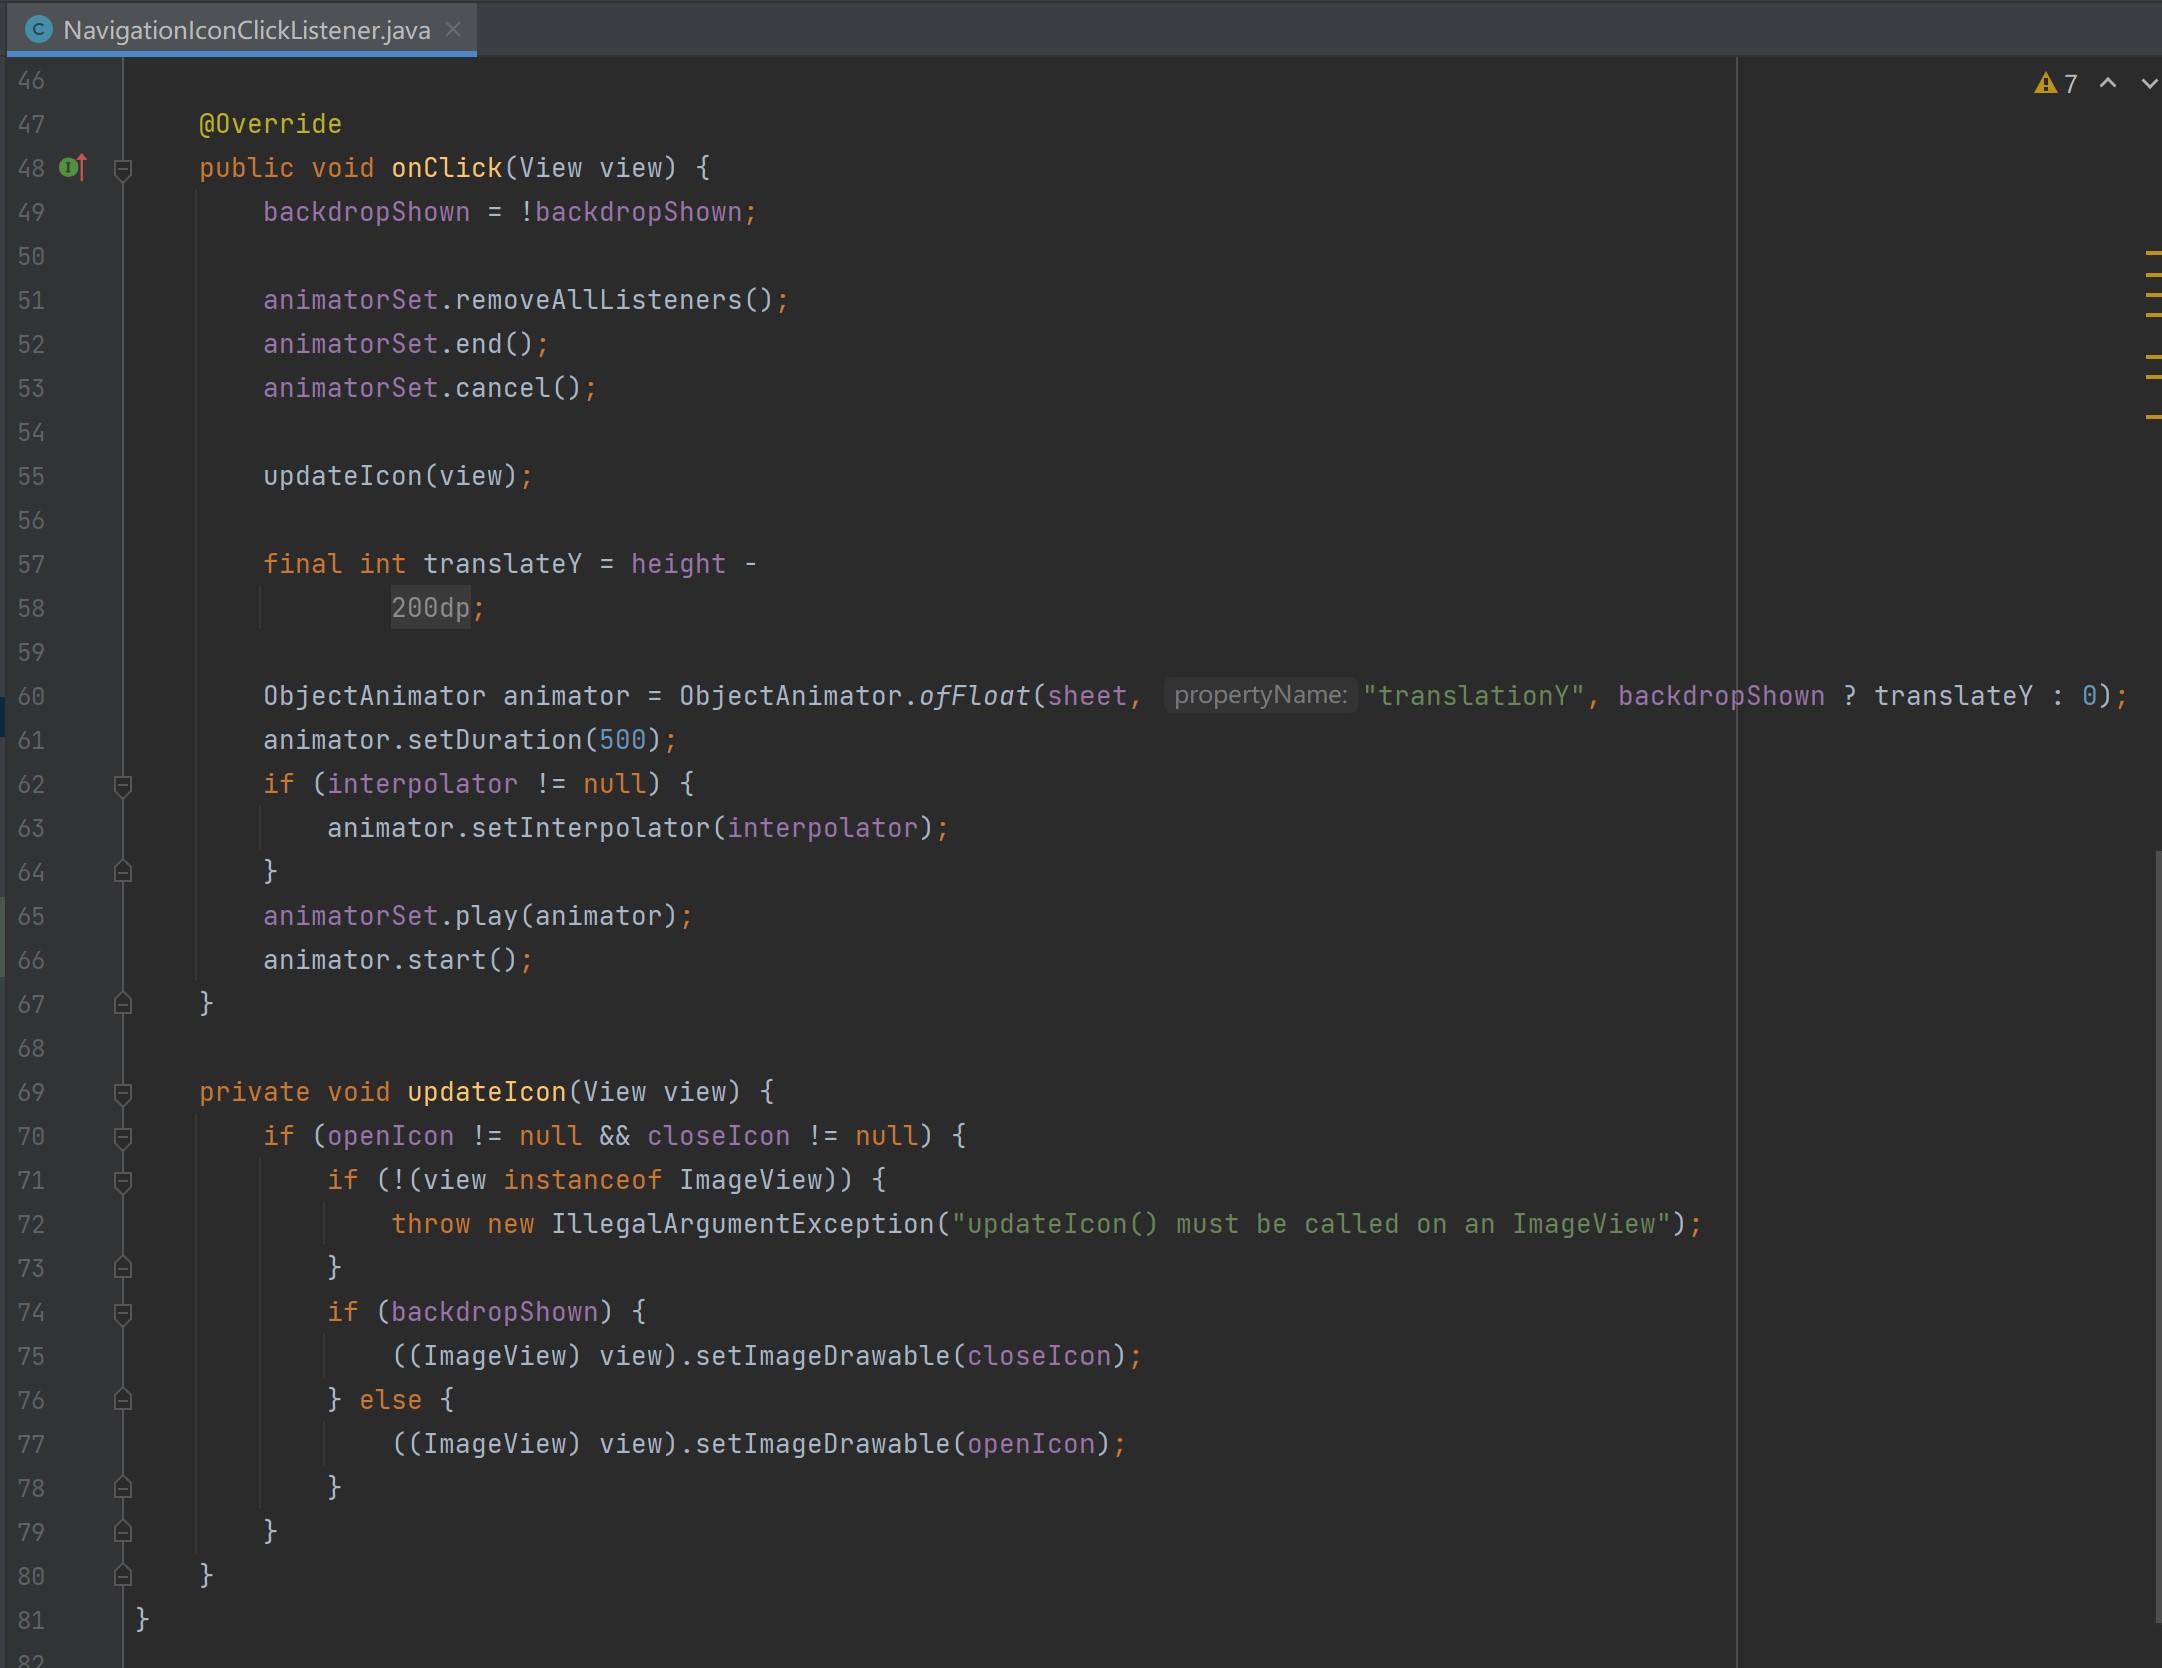 NavigationIconClickListener.java
7
46
47 @Override
48 public void onClick(View view) {
49 backdropShown = !backdropShown;
50
51 animatorSet.removeAllListeners();
52 animatorSet.end();
53 animatorSet.cancel();
54
55 updateIcon(view);
56
57 final int translateY = height -
58 200dp;
59
60 ObjectAnimator animator = ObjectAnimator.ofFloat(sheet, propertyName: "translationY", backdropShown ? translateY : 0);
61 animator.setDuration(500);
62 if (interpolator != null) {
63 animator.setInterpolator(interpolator);
64 }
65 animatorSet.play(animator);
66 animator.start();
67 }
68
69 private void updateIcon(View view) {
70 if (openIcon != null && closeIcon != null) {
71 if (!(view instanceof ImageView)) {
72 throw new IllegalArgumentException("updateIcon() must be called on an ImageView");
73 }
74 if (backdropShown) {
75 ((ImageView) view).setImageDrawable(closeIcon);
76 } else {
77 ((ImageView) view).setImageDrawable(openIcon);
78 }
79 }
80 }
81 }
82